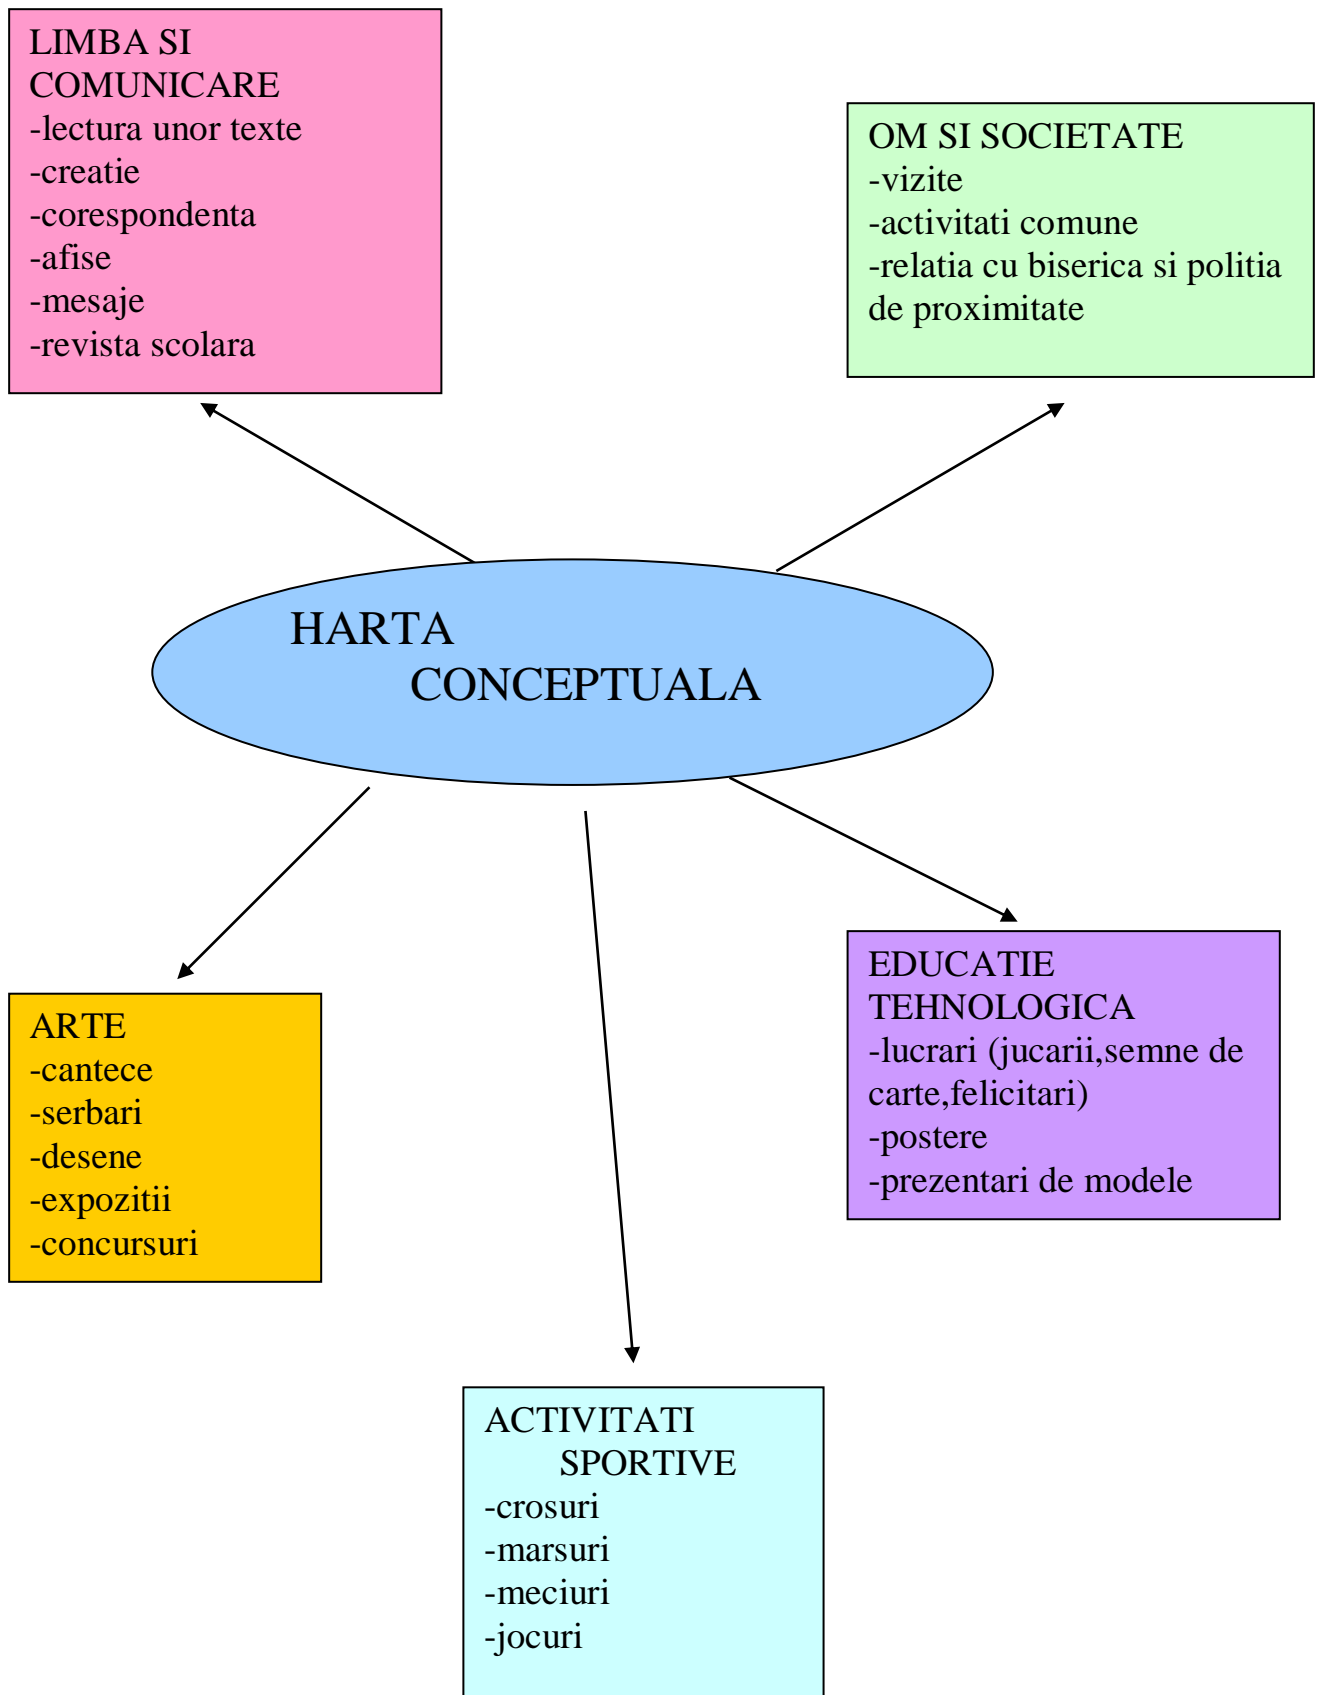 LIMBA SI
COMUNICARE
-lectura unor texte
-creatie
-corespondenta
-afise
-mesaje
-revista scolara
OM SI SOCIETATE
-vizite
-activitati comune
-relatia cu biserica si politia
de proximitate
HARTA
CONCEPTUALA
ARTE
-cantece
-serbari
-desene
-expozitii
-concursuri
EDUCATIE
TEHNOLOGICA
-lucrari (jucarii,semne de
carte,felicitari)
-postere
-prezentari de modele
ACTIVITATI
SPORTIVE
-crosuri
-marsuri
-meciuri
-jocuri